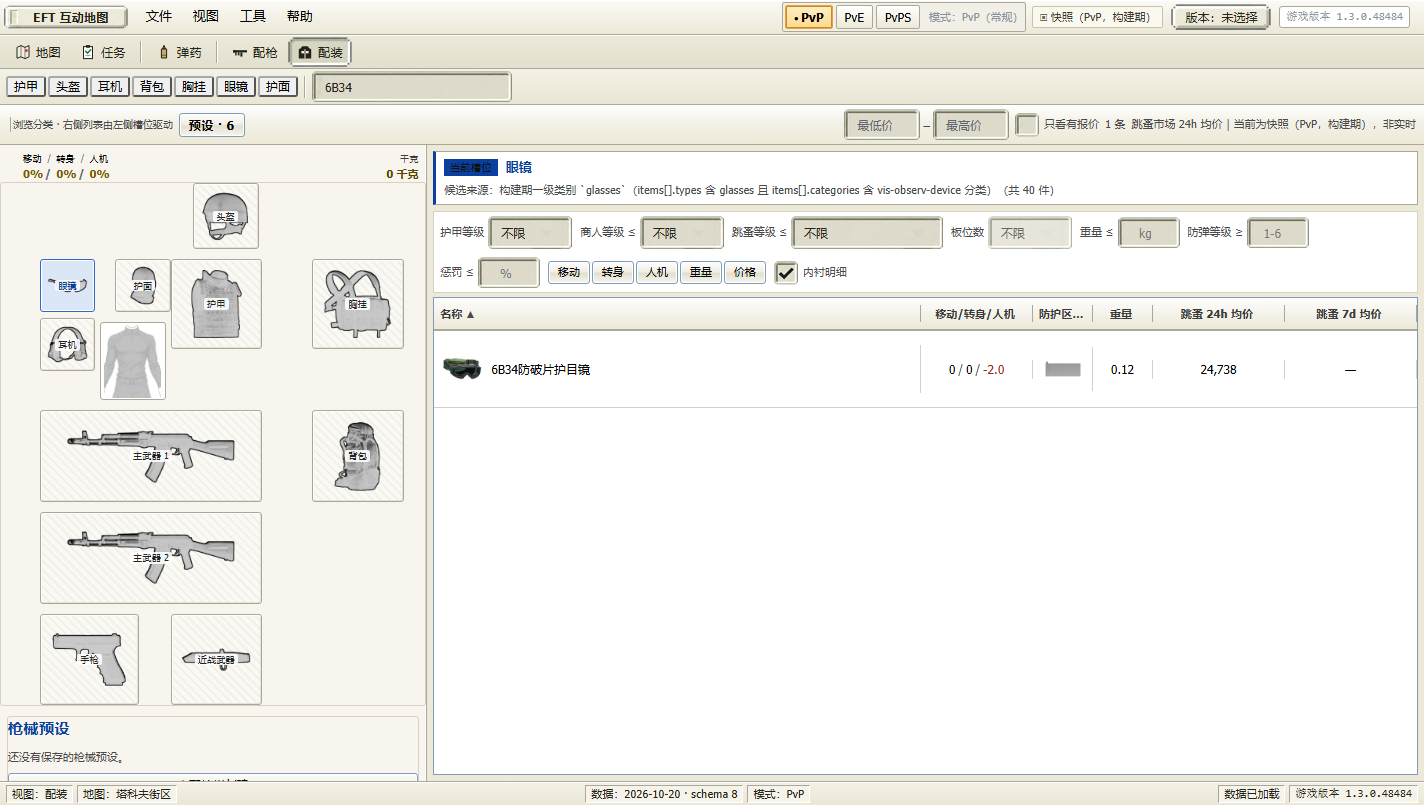 EFT 互动地图 文件 视图 工具 帮助 • PvP PvE PvPS 模式：PvP（常规） 快照（PvP，构建期） 版本：未选择 游戏版本 1.3.0.48484
地图 任务 弹药 配枪 配装
护甲 头盔 耳机 背包 胸挂 眼镜 护面 6B34
浏览分类 · 右侧列表由左侧槽位驱动 预设 · 6 最低价 – 最高价 只看有报价 1 条 跳蚤市场 24h 均价 | 当前为快照（PvP，构建期），非实时
移动 / 转身 / 人机 千克
0% / 0% / 0% 0 千克
头盔
眼镜 护面 护甲 胸挂
耳机
主武器 1 背包
主武器 2
手枪 近战武器
枪械预设
还没有保存的枪械预设。
当前槽位 眼镜
候选来源：构建期一级类别 `glasses`（items[].types 含 glasses 且 items[].categories 含 vis-observ-device 分类）（共 40 件）
护甲等级 不限 商人等级 ≤ 不限 跳蚤等级 ≤ 不限 板位数 不限 重量 ≤ kg 防弹等级 ≥ 1-6
惩罚 ≤ % 移动 转身 人机 重量 价格 内衬明细
名称 ▲ 移动/转身/人机 防护区... 重量 跳蚤 24h 均价 跳蚤 7d 均价
6B34防破片护目镜 0 / 0 / -2.0 0.12 24,738 —
视图：配装 地图：塔科夫街区 数据：2026-10-20 · schema 8 模式：PvP 数据已加载 游戏版本 1.3.0.48484